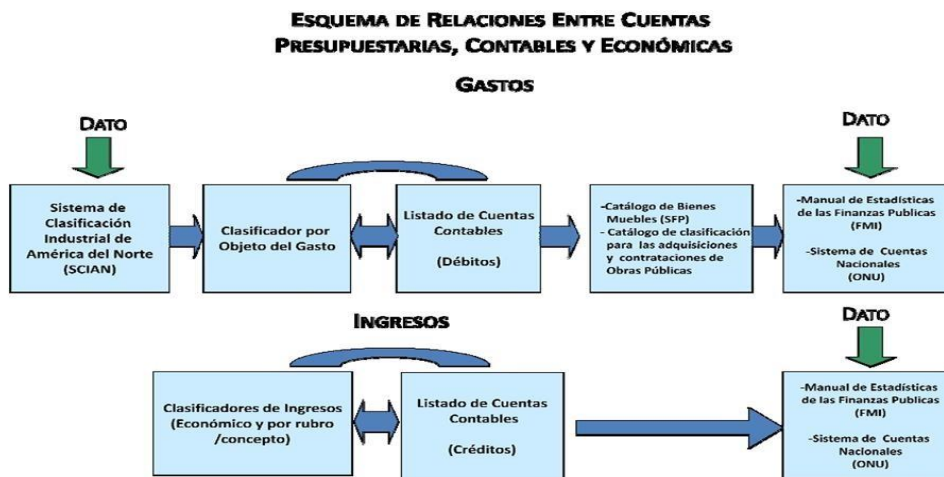 ESQUEMA DE RELACIONES ENTRE CUENTAS
PRESUPUESTARIAS, CONTABLES Y ECONÓMICAS
GASTOS
DATO
DATO
Sistema de
Clasificación
Industrial de
América del Norte
(SCIAN)
Clasificador por
Objeto del Gasto
Listado de Cuentas
Contables
(Débitos)
-Catálogo de Bienes
Muebles (SFP)
- Catálogo de clasificación
para las adquisiciones
y contrataciones de
Obras Públicas
-Manual de Estadísticas
de las Finanzas Publicas
(FMI)
-Sistema de Cuentas
Nacionales
(ONU)
INGRESOS
DATO
Clasificadores de Ingresos
(Económico y por rubro
/concepto)
Listado de Cuentas
Contables
(Créditos)
-Manual de Estadísticas
de las Finanzas Publicas
(FMI)
-Sistema de Cuentas
Nacionales
(ONU)